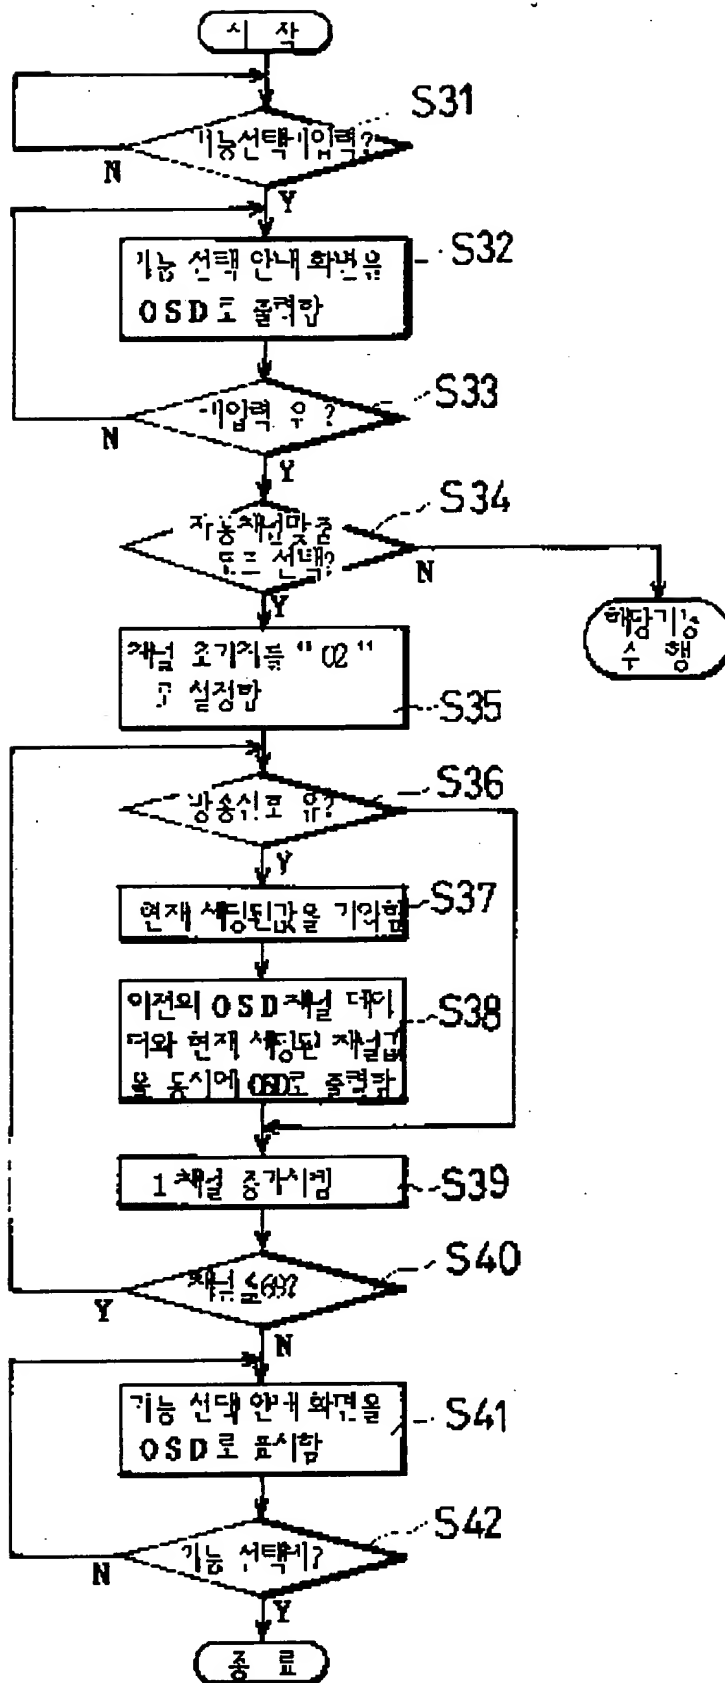 시 작
S31
기능선택키입력?
N
Y
기능 선택 안내 화면을
S32
OSD로 출력함
키입력 유 ?
S33
N
Y
S34
자동채널맞춤
모드 선택?
N
Y
해당기능
수 행
채널 초기치를 "02"
로 설정함
S35
S36
방송신호 유?
Y
현재 세팅된값을 기억함
S37
이전의 OSD 채널 데이
터와 현재 세팅된 채널값
S38
을 동시에 OSD로 출력함
1 채널 증가시킴
S39
S40
채널≦69?
Y
N
기능 선택 안내 화면을
S41
OSD로 표시함
S42
기능 선택키?
N
Y
종 료